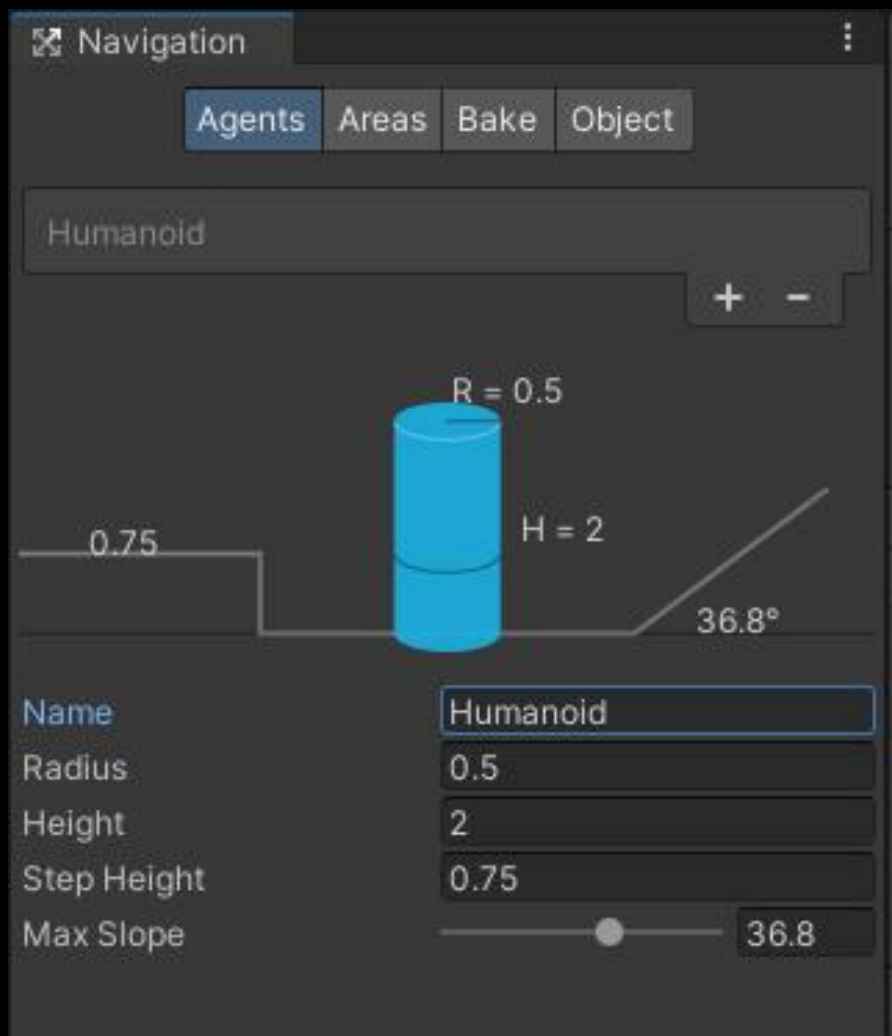 Navigation
Agents Areas Bake Object
Humanoid
+ -
R = 0.5
H = 2
0.75
36.8°
Name Humanoid
Radius 0.5
Height 2
Step Height 0.75
Max Slope 36.8